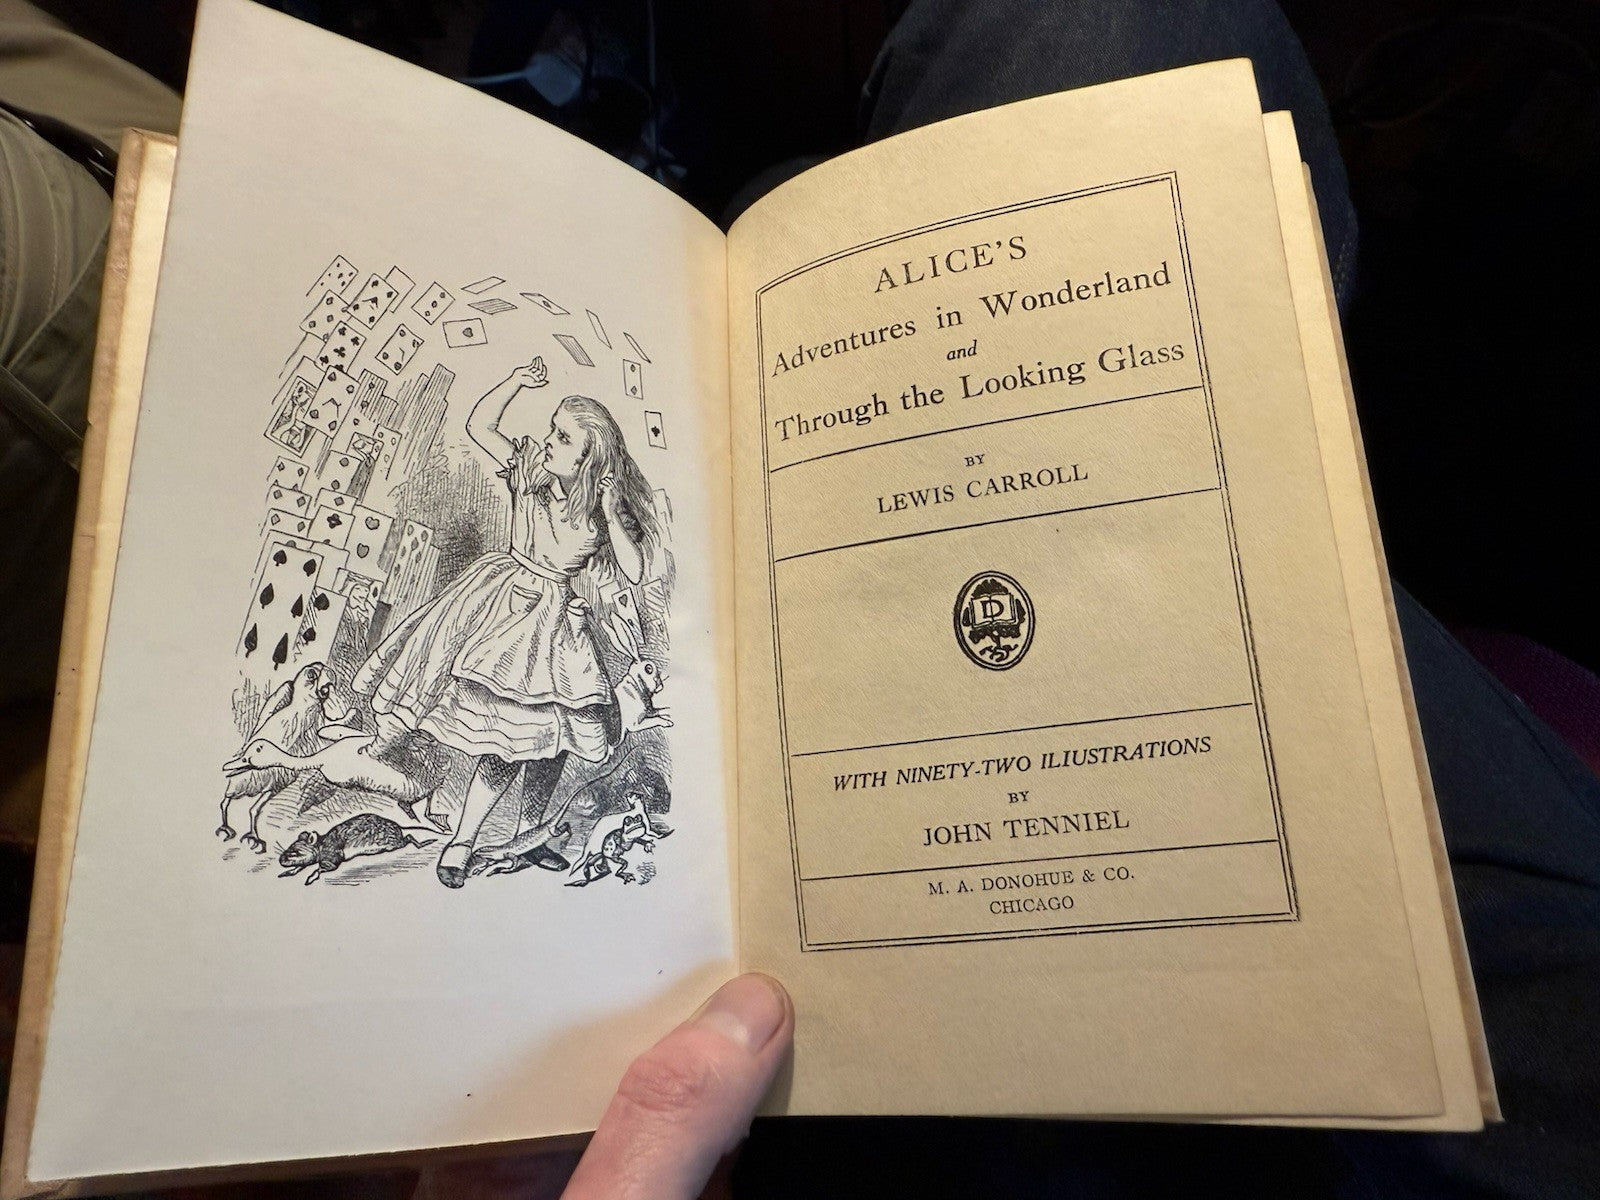 ALICE'S
Adventures in Wonderland
and
Through the Looking Glass
BY
LEWIS CARROLL
D
WITH NINETY-TWO ILIUSTRATIONS
BY
JOHN TENNIEL
M. A. DONOHUE & CO.
CHICAGO